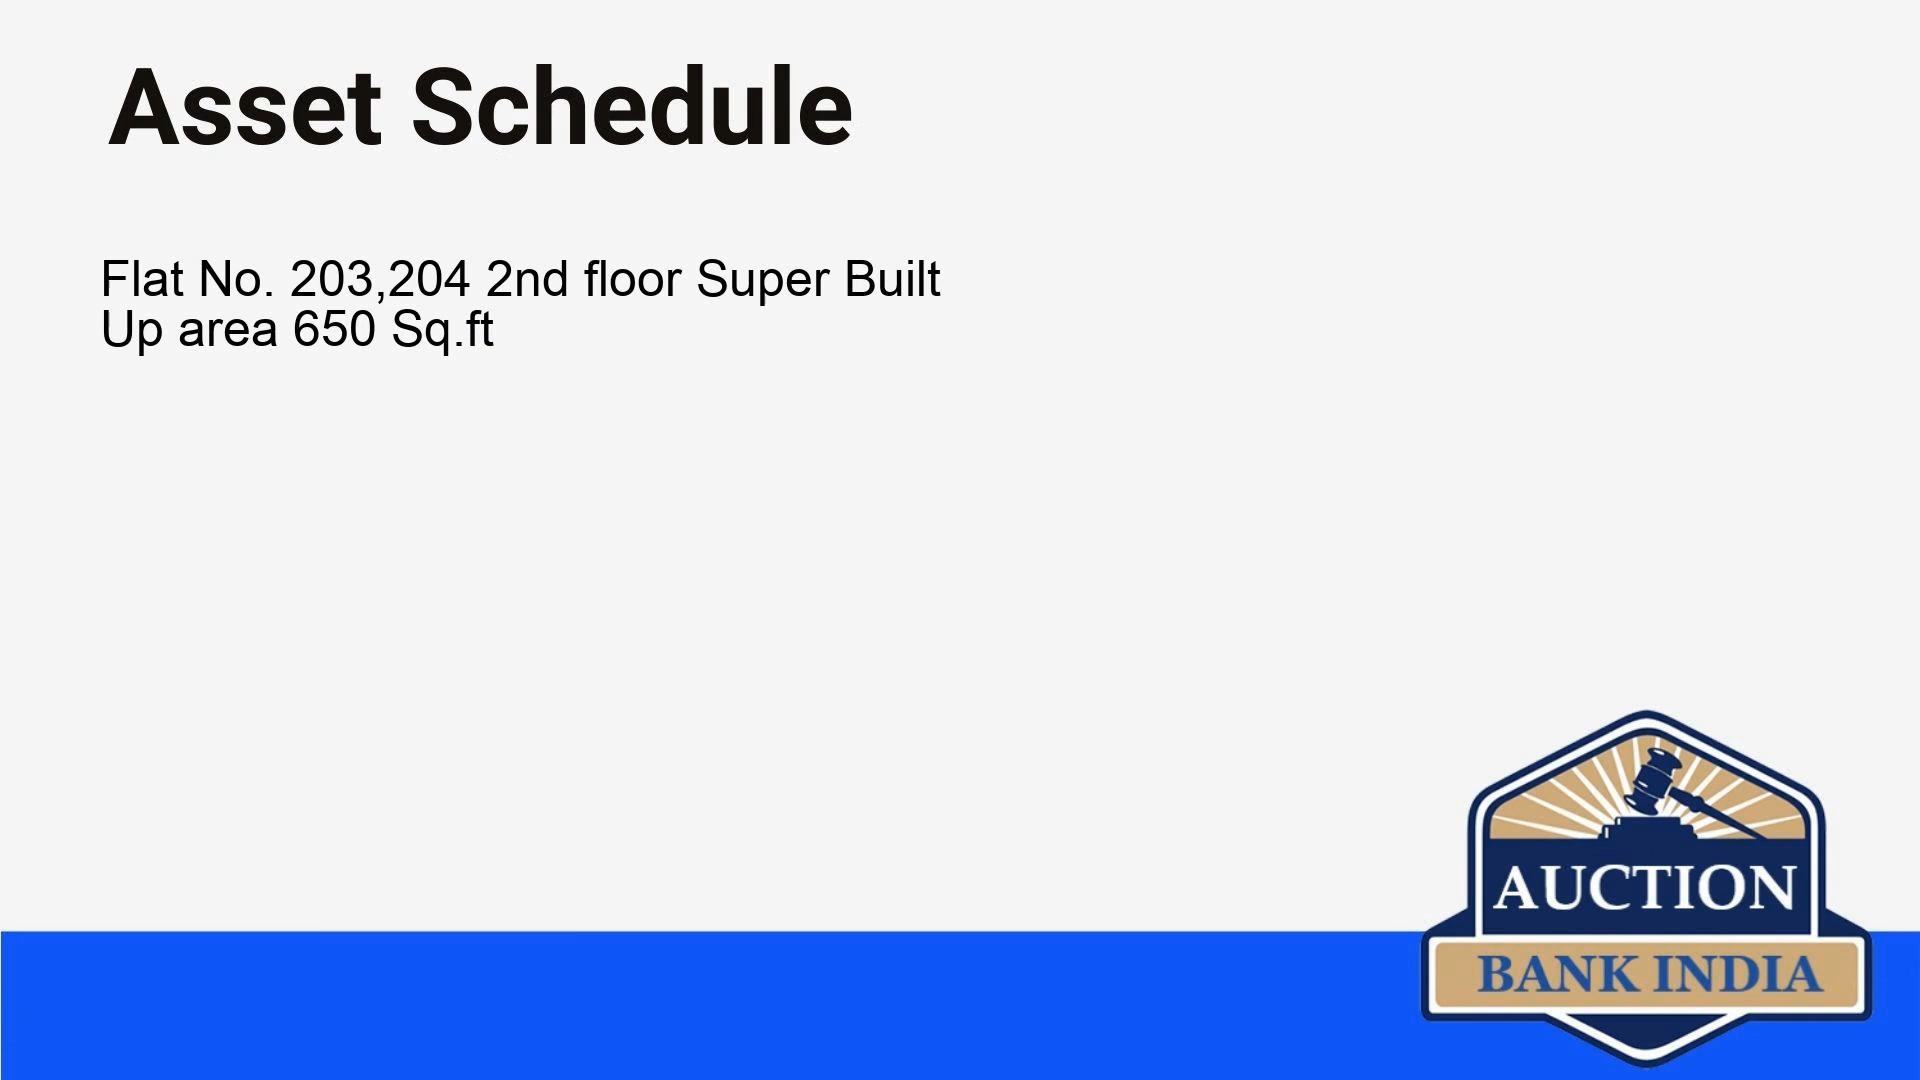 Asset Schedule
Flat No. 203,204 2nd floor Super Built
Up area 650 Sq.ft
AUCTION
BANK INDIA